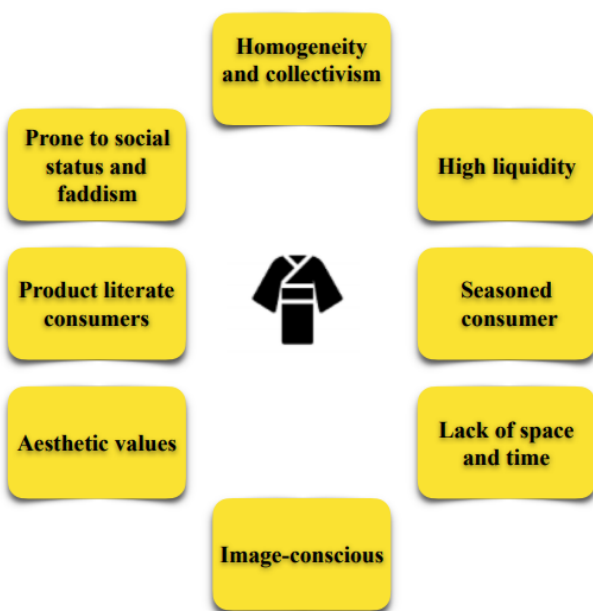 Homogeneity
and collectivism
Prone to social
status and
faddism
High liquidity
Product literate
consumers
Seasoned
consumer
Aesthetic values
Lack of space
and time
Image-conscious